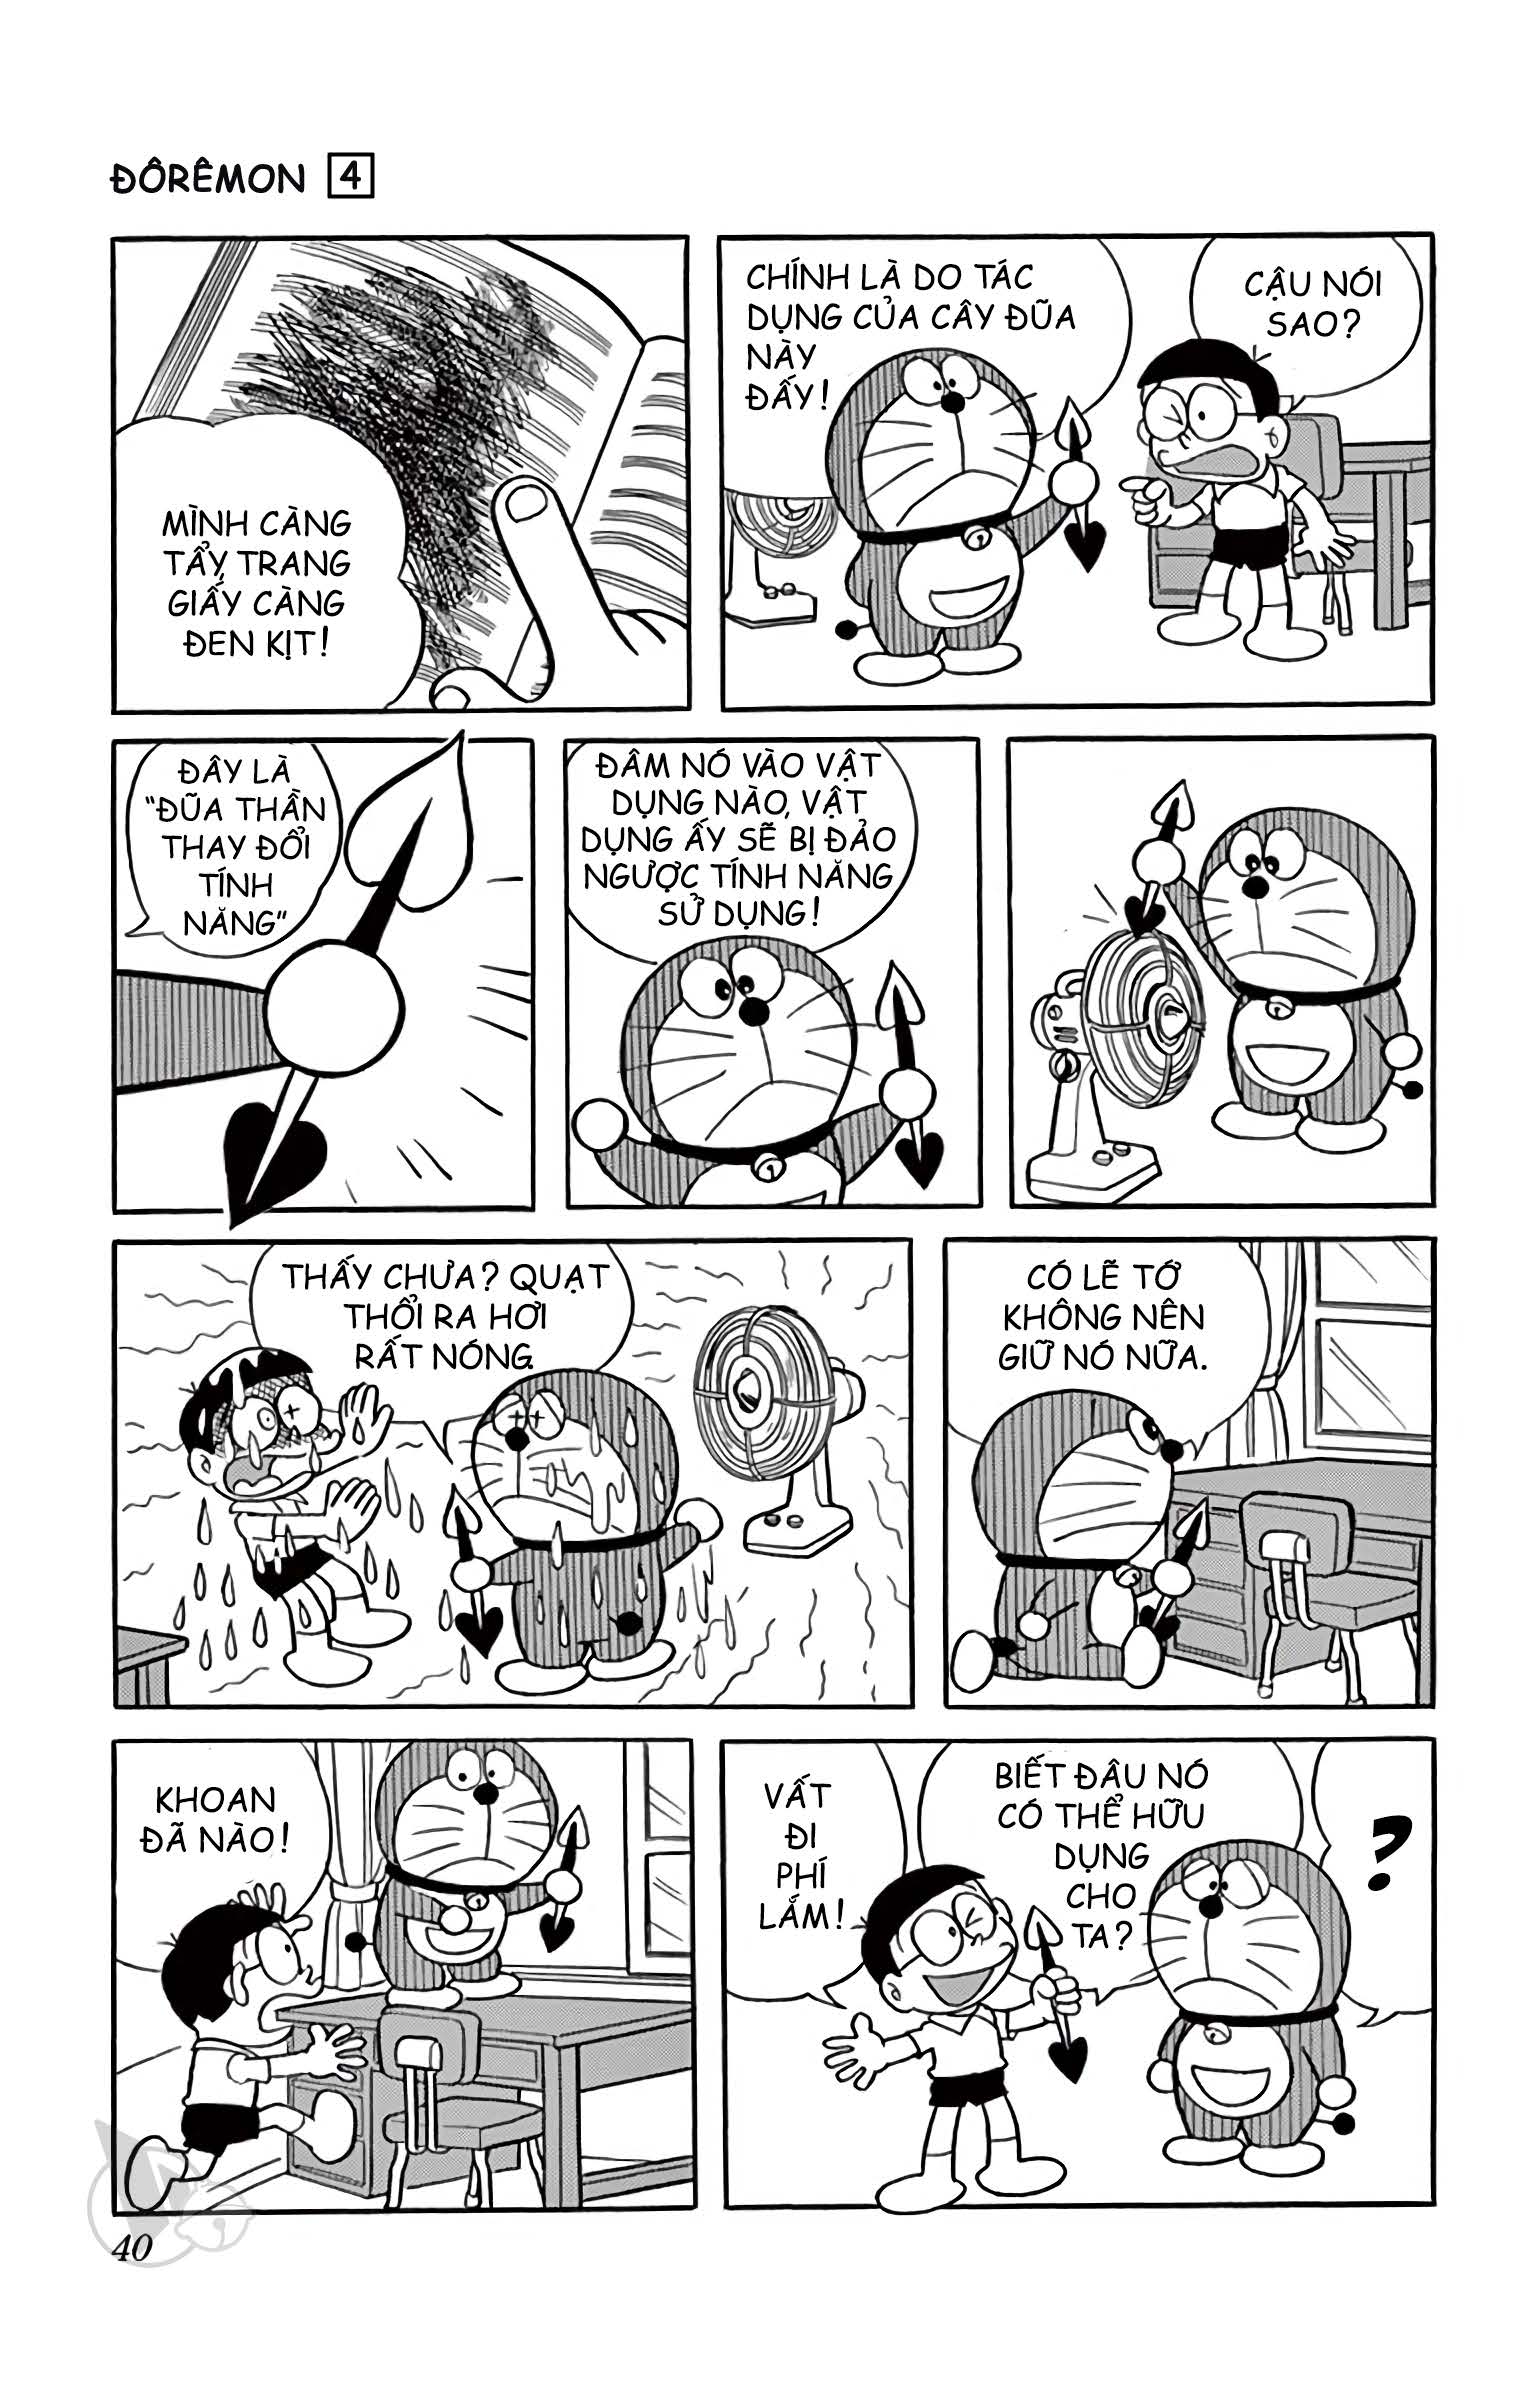 ĐÔRÊMON 4
MÌNH CÀNG
TẨY, TRANG
GIẤY CÀNG
ĐEN KỊT!
CHÍNH LÀ DO TÁC
DỤNG CỦA CÂY ĐŨA
NÀY
ĐẤY!
CẬU NÓI
SAO?
ĐÂY LÀ
"ĐŨA THẦN
THAY ĐỔI
TÍNH
NĂNG"
ĐÂM NÓ VÀO VẬT
DỤNG NÀO, VẬT
DỤNG ẤY SẼ BỊ ĐẢO
NGƯỢC TÍNH NĂNG
SỬ DỤNG!
THẤY CHƯA? QUẠT
THỔI RA HƠI
RẤT NÓNG.
CÓ LẼ TỚ
KHÔNG NÊN
GIỮ NÓ NỮA.
KHOAN
ĐÃ NÀO!
VẤT
ĐI
PHÍ
LẮM!
BIẾT ĐÂU NÓ
CÓ THỂ HỮU
DỤNG
CHO
TA?
?
40